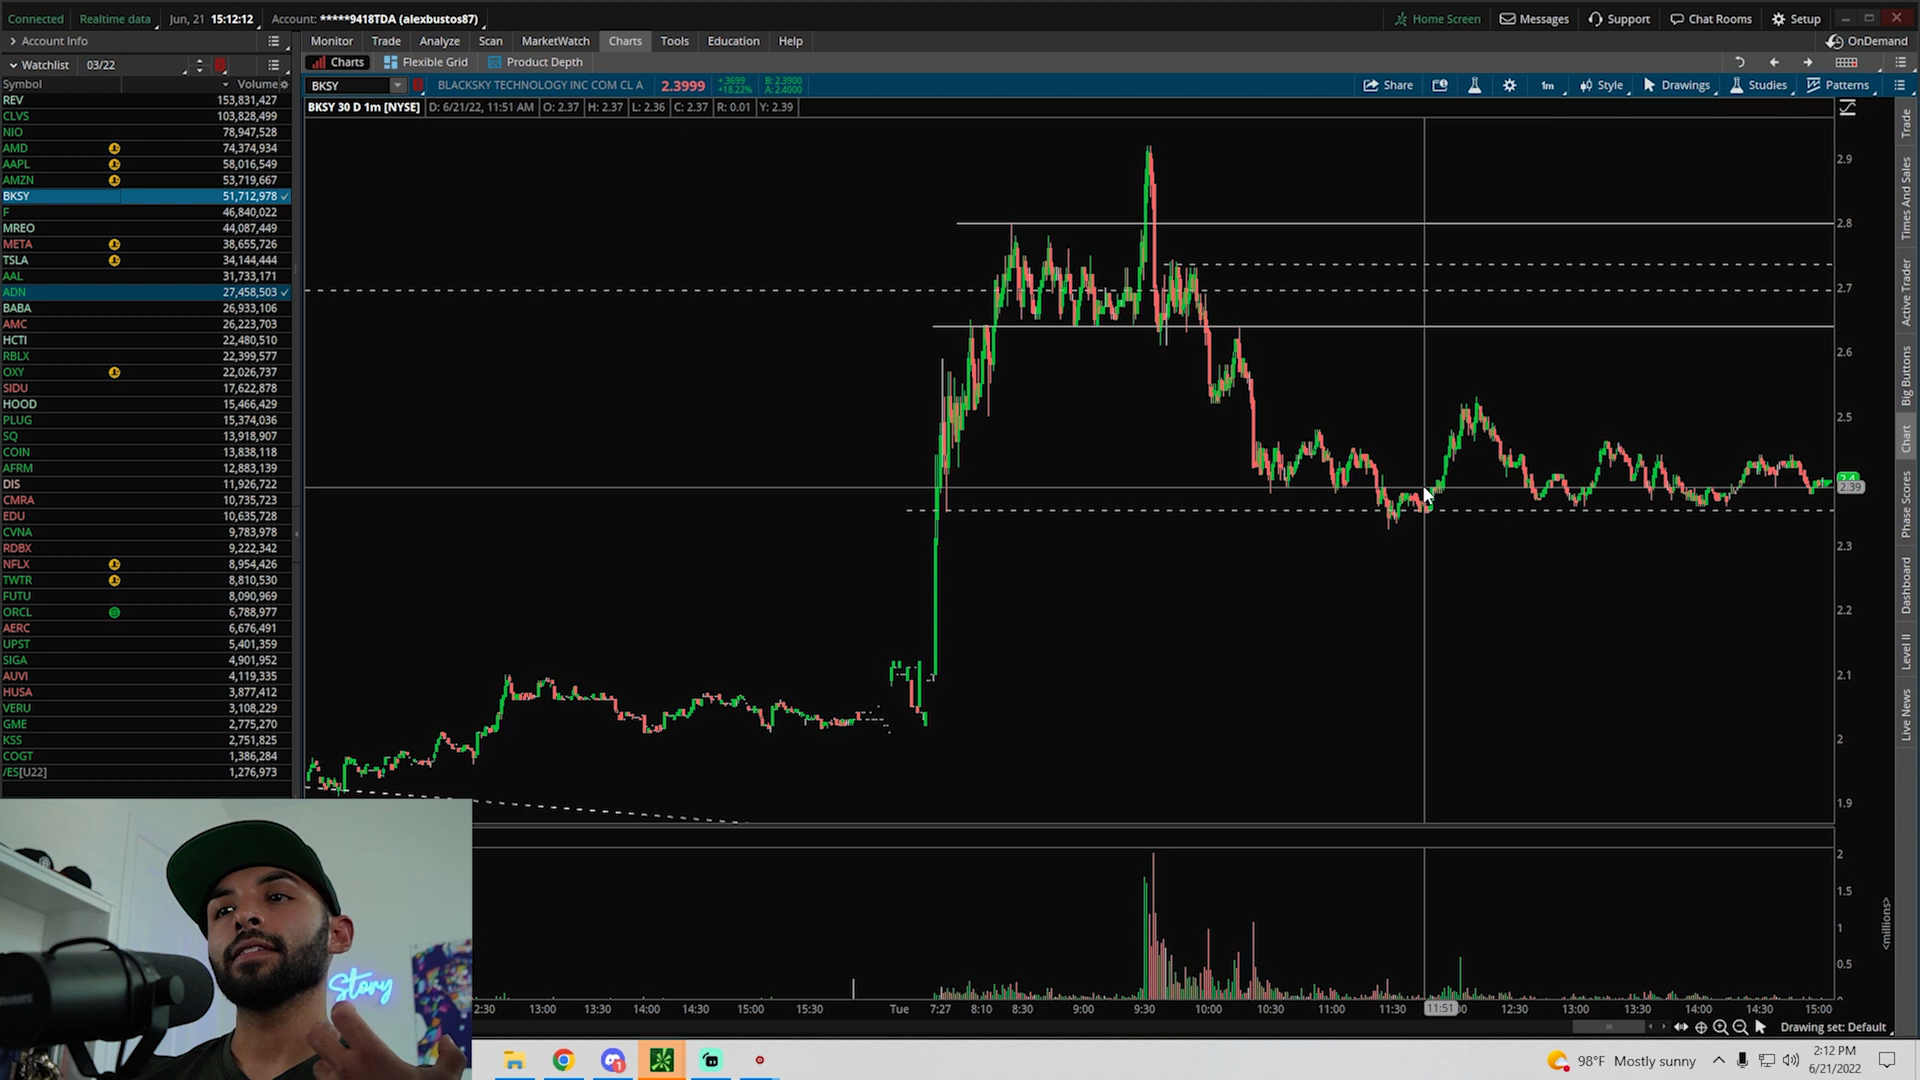 Connected Realtime data Jun, 21 15:12:12 Account: *****9418TDA (alexbustos87) Home Screen Messages Support Chat Rooms Setup
Account Info Monitor Trade Analyze Scan MarketWatch Charts Tools Education Help OnDemand
Watchlist 03/22 Charts Flexible Grid Product Depth
Symbol Volume BKSY BLACKSKY TECHNOLOGY INC COM CL A 2.3999 +.3699 +18.22% B: 2.3900 A: 2.4000 Share 1m Style Drawings Studies Patterns
BKSY 30 D 1m [NYSE] D: 6/21/22, 11:51 AM O: 2.37 H: 2.37 L: 2.36 C: 2.37 R: 0.01 Y: 2.39
REV 153,831,427
CLVS 103,828,499
NIO 78,947,528
AMD 74,374,934
AAPL 58,016,549
AMZN 53,719,667
BKSY 51,712,978
F 46,840,022
MREO 44,087,449
META 38,655,726
TSLA 34,144,444
AAL 31,733,171
ADN 27,458,503
BABA 26,933,106
AMC 26,223,703
HCTI 22,480,510
RBLX 22,399,577
OXY 22,026,737
SIDU 17,622,878
HOOD 15,466,429
PLUG 15,374,036
SQ 13,918,907
COIN 13,838,118
AFRM 12,883,139
DIS 11,926,722
CMRA 10,735,723
EDU 10,635,728
CVNA 9,783,978
RDBX 9,222,342
NFLX 8,954,426
TWTR 8,810,530
FUTU 8,090,969
ORCL 6,788,977
AERC 6,676,491
UPST 5,401,359
SIGA 4,901,952
AUVI 4,119,335
HUSA 3,877,412
VERU 3,108,229
GME 2,775,270
KSS 2,751,825
COGT 1,386,284
/ES[U22] 1,276,973
2.9
2.8
2.7
2.6
2.5
2.4
2.39
2.3
2.2
2.1
2
1.9
2
1.5
1
0.5
<millions>
Trade
Times And Sales
Active Trader
Big Buttons
Chart
Phase Scores
Dashboard
Level II
Live News
2:30 13:00 13:30 14:00 14:30 15:00 15:30 Tue 7:27 8:10 8:30 9:00 9:30 10:00 10:30 11:00 11:30 11:51 12:30 13:00 13:30 14:00 14:30 15:00
Drawing set: Default
Story
98°F Mostly sunny
2:12 PM
6/21/2022